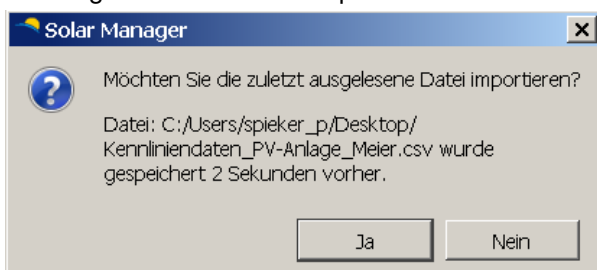 Solar Manager
Möchten Sie die zuletzt ausgelesene Datei importieren?
Datei: C:/Users/spieker_p/Desktop/
Kennliniendaten_PV-Anlage_Meier.csv wurde
gespeichert 2 Sekunden vorher.
Ja
Nein